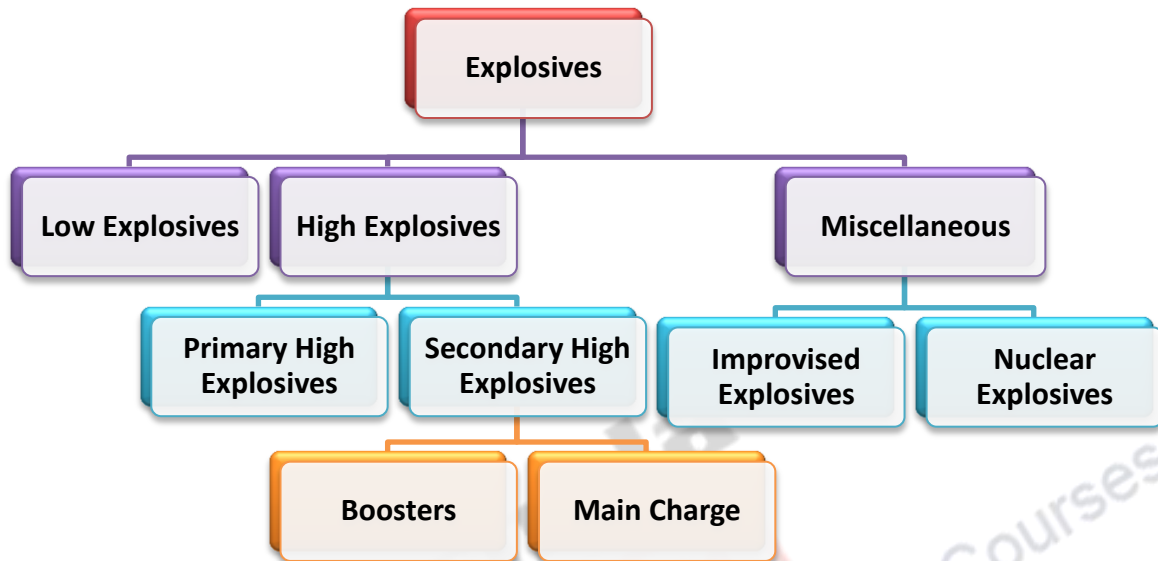 Explosives
Low Explosives
High Explosives
Miscellaneous
Primary High
Explosives
Secondary High
Explosives
Improvised
Explosives
Nuclear
Explosives
Boosters
Main Charge
Courses